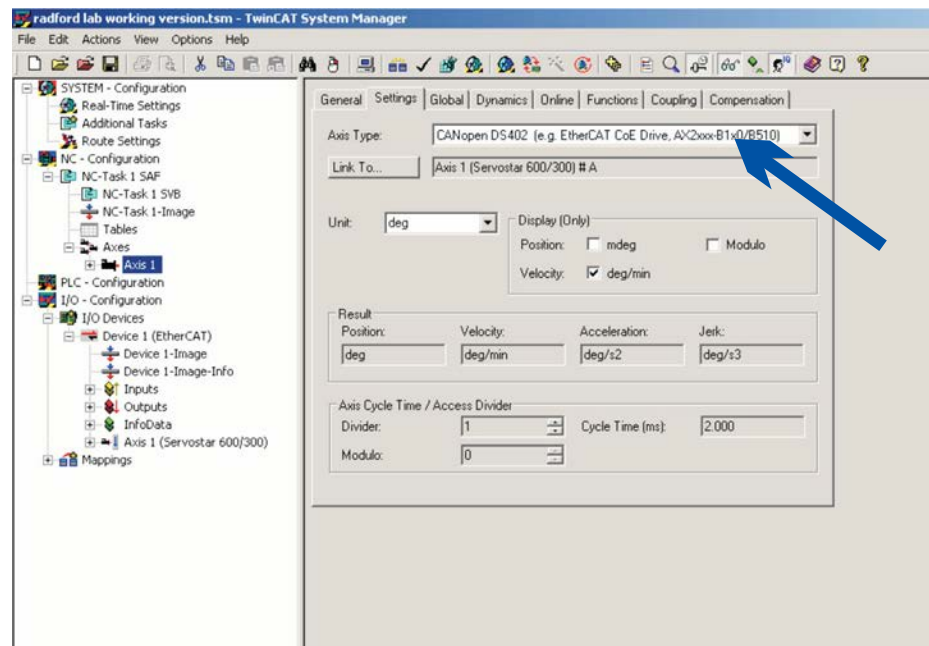 radford lab working version.tsm - TwinCAT System Manager
File Edit Actions View Options Help
SYSTEM - Configuration
Real-Time Settings
Additional Tasks
Route Settings
NC - Configuration
NC-Task 1 SAF
NC-Task 1 SVB
NC-Task 1-Image
Tables
Axes
Axis 1
PLC - Configuration
I/O - Configuration
I/O Devices
Device 1 (EtherCAT)
Device 1-Image
Device 1-Image-Info
Inputs
Outputs
InfoData
Axis 1 (Servostar 600/300)
Mappings
General Settings Global Dynamics Online Functions Coupling Compensation
Axis Type: CANopen DS402 (e.g. EtherCAT CoE Drive, AX2xxx-B1x0/B510)
Link To... Axis 1 (Servostar 600/300) # A
Unit: deg
Display (Only)
Position: mdeg Modulo
Velocity: deg/min
Result
Position: Velocity: Acceleration: Jerk:
deg deg/min deg/s2 deg/s3
Axis Cycle Time / Access Divider
Divider: 1 Cycle Time (ms): 2.000
Modulo: 0